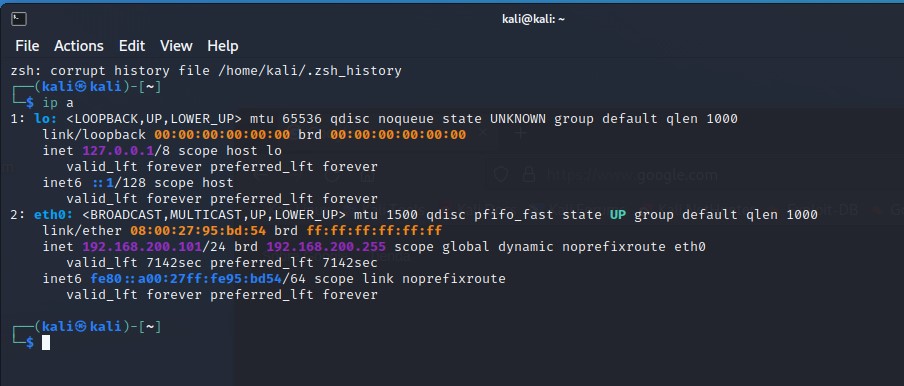 kali@kali: ~
File Actions Edit View Help
zsh: corrupt history file /home/kali/.zsh_history
┌──(kali㉿kali)-[~]
└─$ ip a
1: lo: <LOOPBACK,UP,LOWER_UP> mtu 65536 qdisc noqueue state UNKNOWN group default qlen 1000
    link/loopback 00:00:00:00:00:00 brd 00:00:00:00:00:00
    inet 127.0.0.1/8 scope host lo
       valid_lft forever preferred_lft forever
    inet6 ::1/128 scope host
       valid_lft forever preferred_lft forever
2: eth0: <BROADCAST,MULTICAST,UP,LOWER_UP> mtu 1500 qdisc pfifo_fast state UP group default qlen 1000
    link/ether 08:00:27:95:bd:54 brd ff:ff:ff:ff:ff:ff
    inet 192.168.200.101/24 brd 192.168.200.255 scope global dynamic noprefixroute eth0
       valid_lft 7142sec preferred_lft 7142sec
    inet6 fe80::a00:27ff:fe95:bd54/64 scope link noprefixroute
       valid_lft forever preferred_lft forever
┌──(kali㉿kali)-[~]
└─$
https://www.google.com